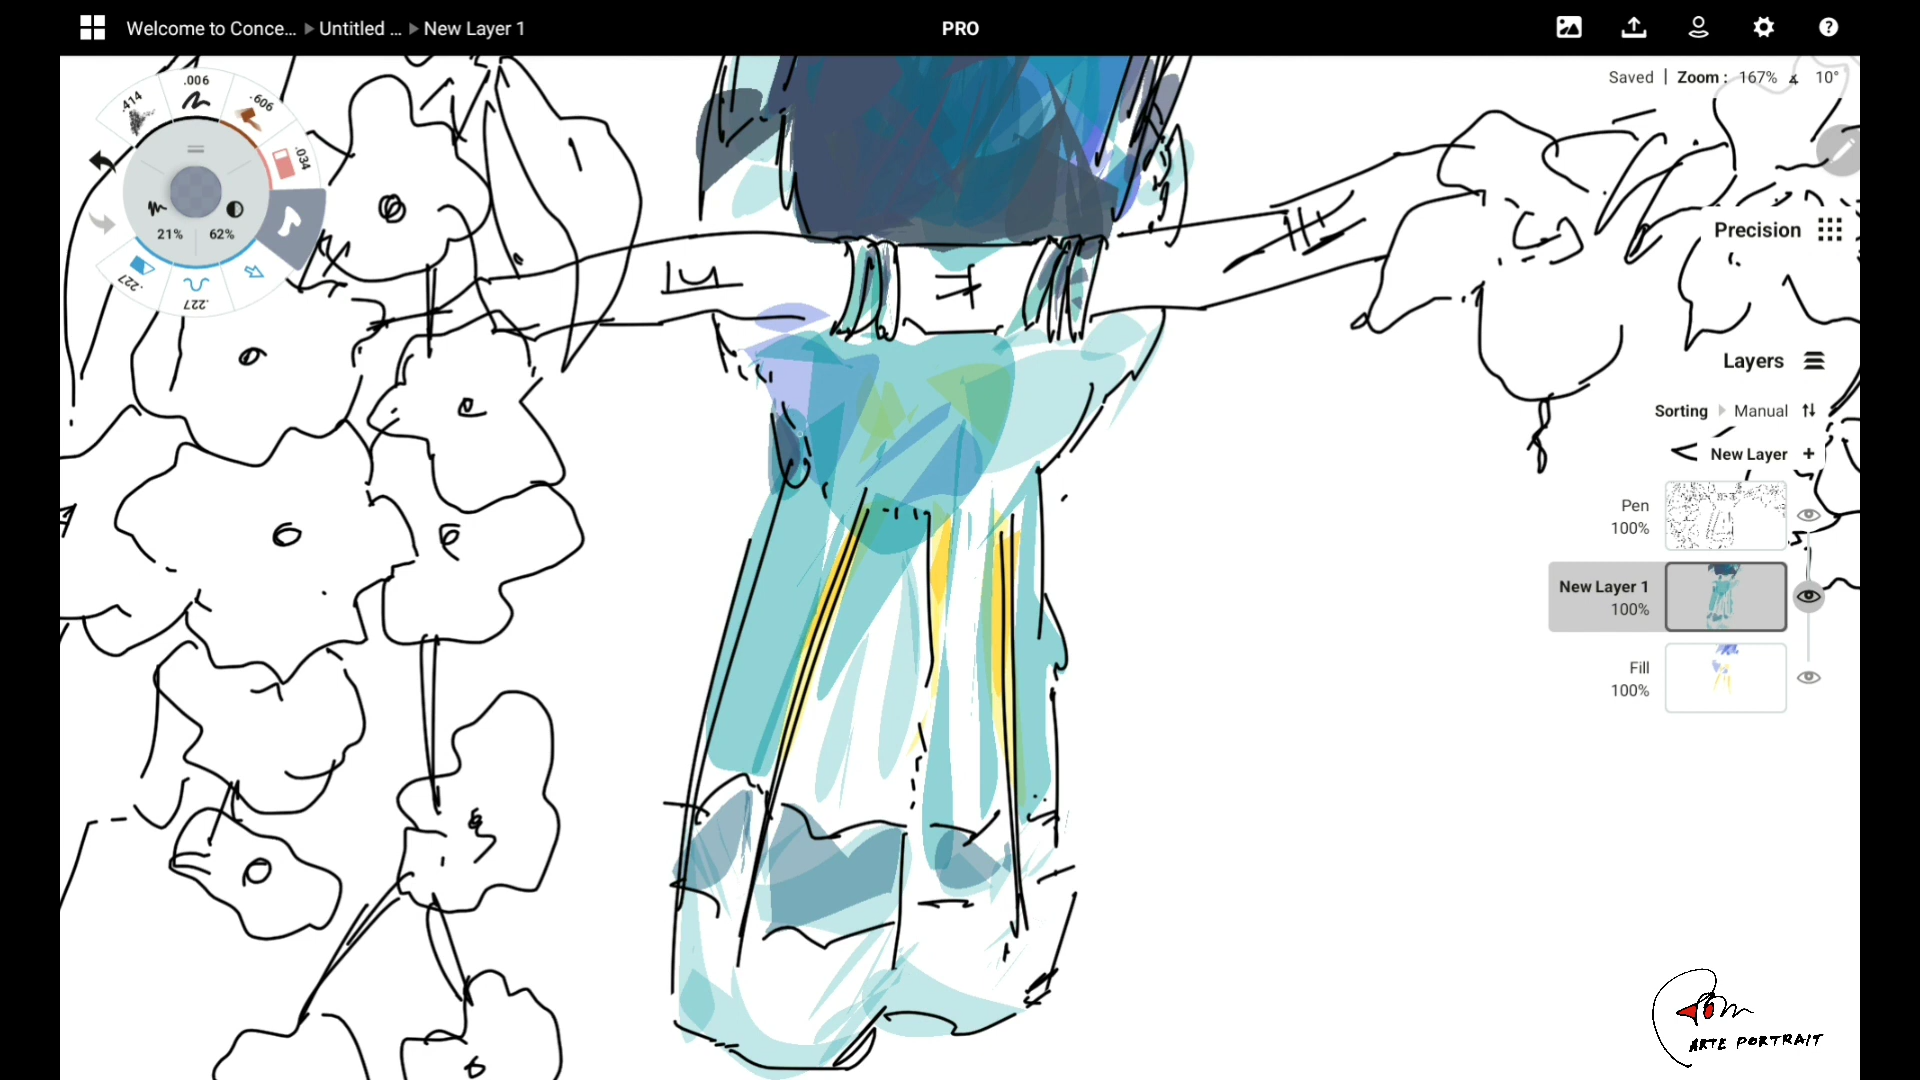 Welcome to Conce... Untitled ... New Layer 1
PRO
Saved | Zoom : 167% 10°
.414
.006
.606
.034
21% 62%
.227
.227
Precision
Layers
Sorting Manual
New Layer +
Pen
100%
New Layer 1
100%
Fill
100%
ARTE PORTRAIT